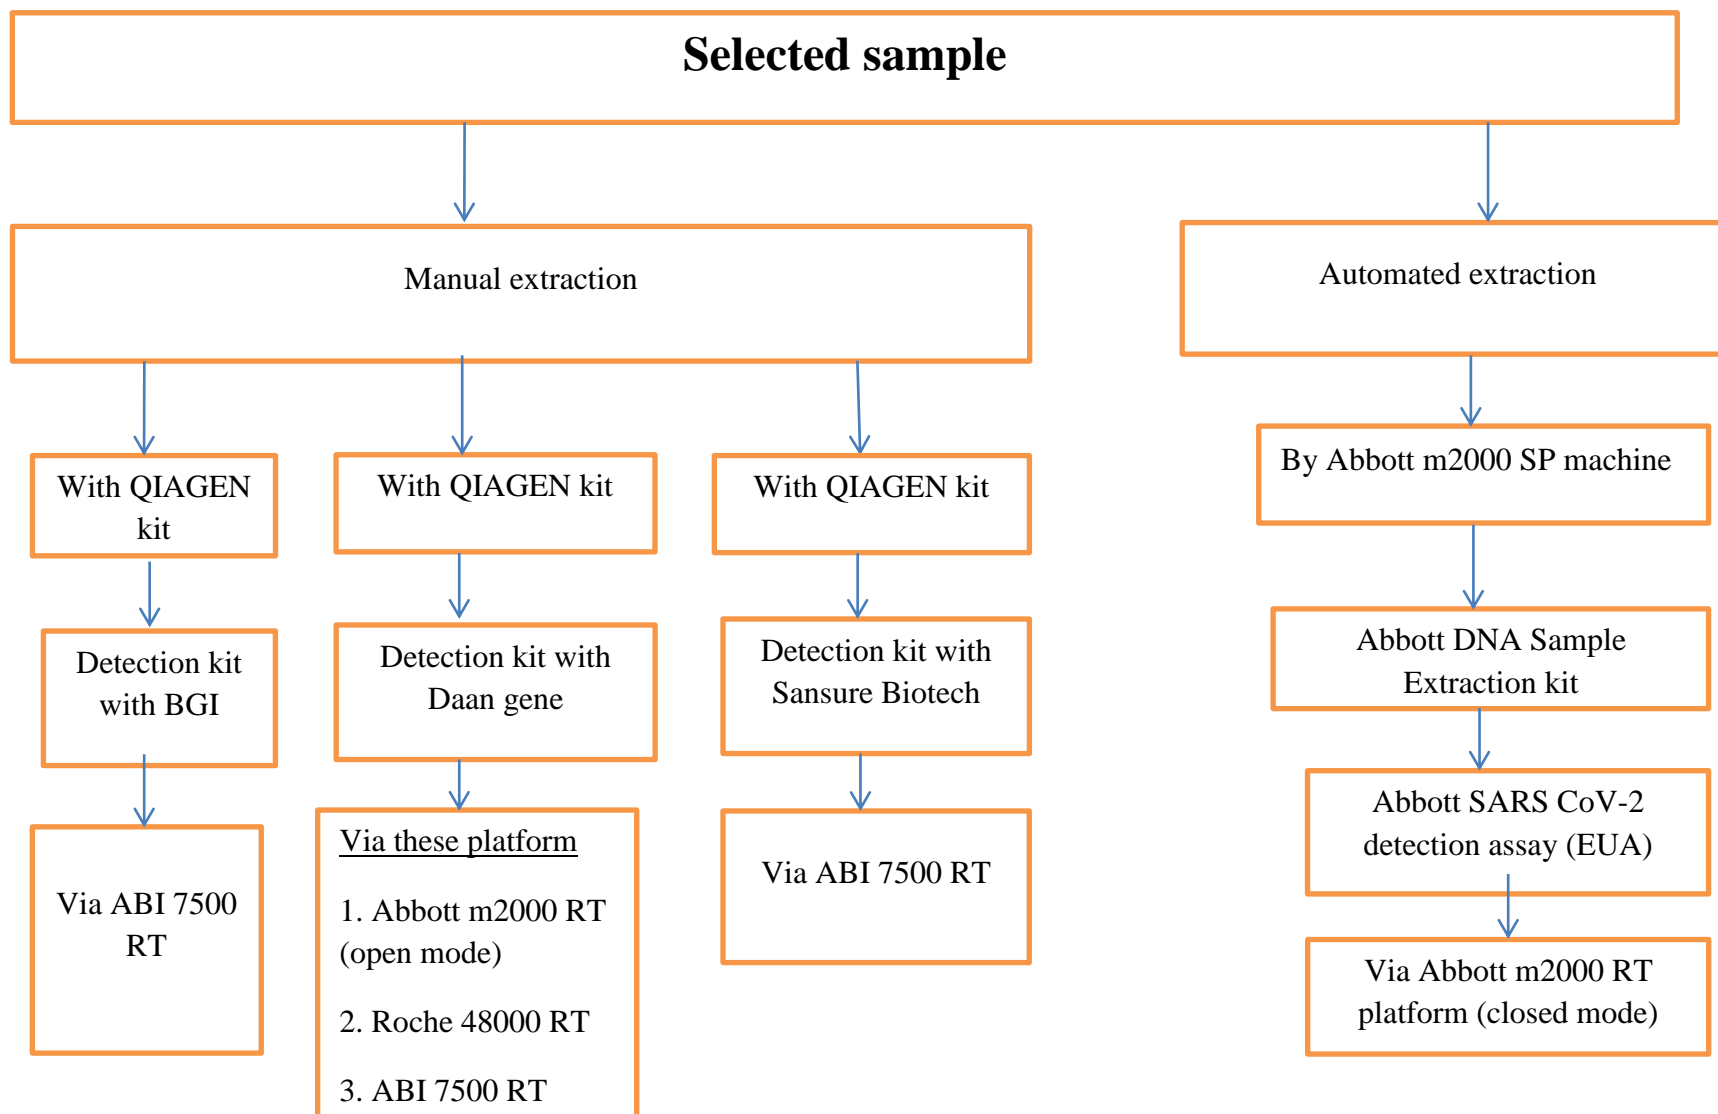 Selected sample
Manual extraction
Automated extraction
With QIAGEN
kit
With QIAGEN kit
With QIAGEN kit
By Abbott m2000 SP machine
Detection kit
with BGI
Detection kit with
Daan gene
Detection kit with
Sansure Biotech
Abbott DNA Sample
Extraction kit
Via ABI 7500
RT
Via these platform
1. Abbott m2000 RT
(open mode)
2. Roche 48000 RT
3. ABI 7500 RT
Via ABI 7500 RT
Abbott SARS CoV-2
detection assay (EUA)
Via Abbott m2000 RT
platform (closed mode)